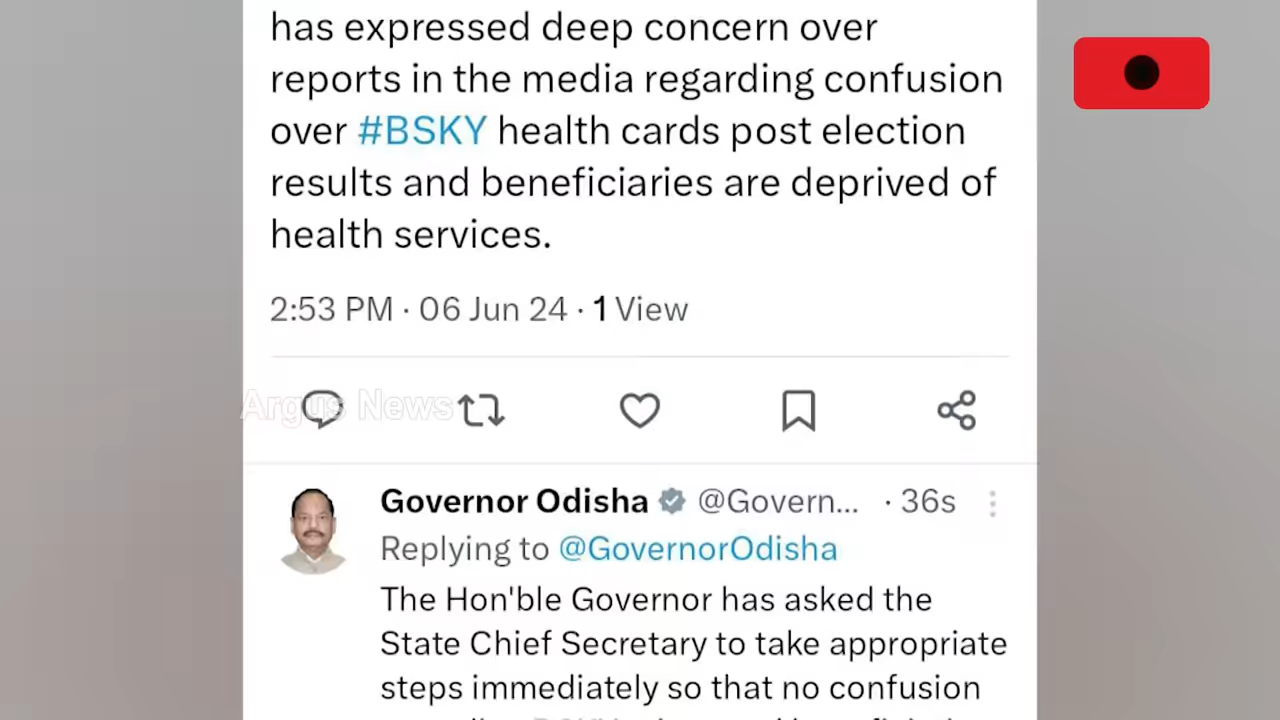 has expressed deep concern over
reports in the media regarding confusion
over #BSKY health cards post election
results and beneficiaries are deprived of
health services.
2:53 PM · 06 Jun 24 · 1 View
Argus News
Governor Odisha @Govern... · 36s
Replying to @GovernorOdisha
The Hon'ble Governor has asked the
State Chief Secretary to take appropriate
steps immediately so that no confusion